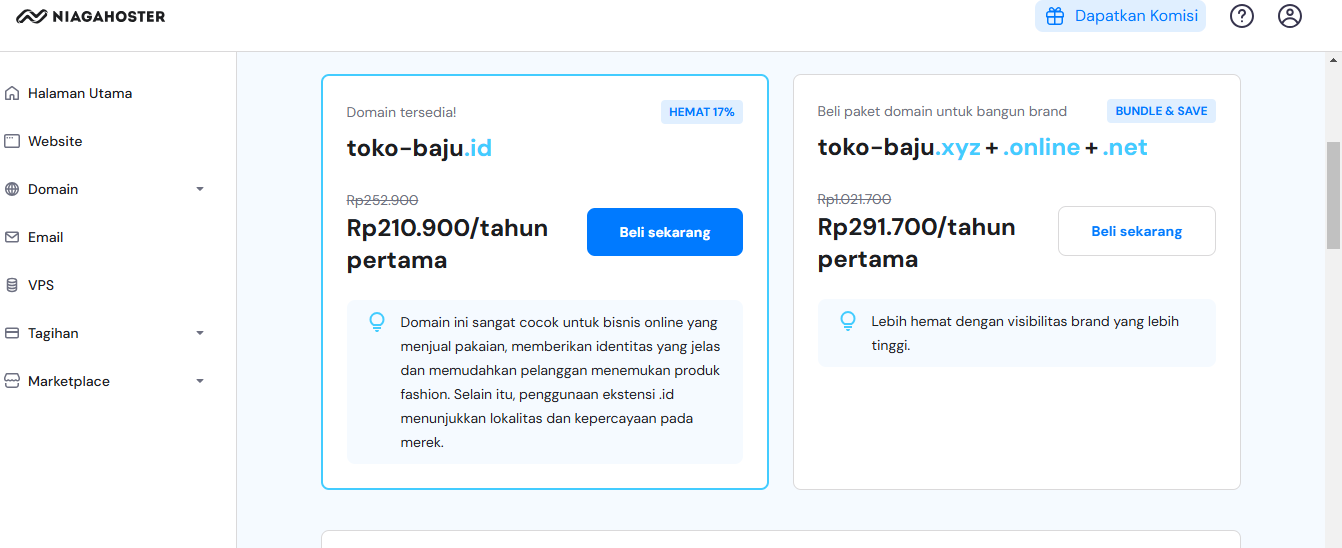 NIAGAHOSTER
Dapatkan Komisi
Halaman Utama
Website
Domain
Email
VPS
Tagihan
Marketplace
Domain tersedia!
HEMAT 17%
toko-baju.id
Rp252.900
Rp210.900/tahun
pertama
Beli sekarang
Domain ini sangat cocok untuk bisnis online yang
menjual pakaian, memberikan identitas yang jelas
dan memudahkan pelanggan menemukan produk
fashion. Selain itu, penggunaan ekstensi .id
menunjukkan lokalitas dan kepercayaan pada
merek.
Beli paket domain untuk bangun brand
BUNDLE & SAVE
toko-baju.xyz + .online + .net
Rp1.021.700
Rp291.700/tahun
pertama
Beli sekarang
Lebih hemat dengan visibilitas brand yang lebih
tinggi.